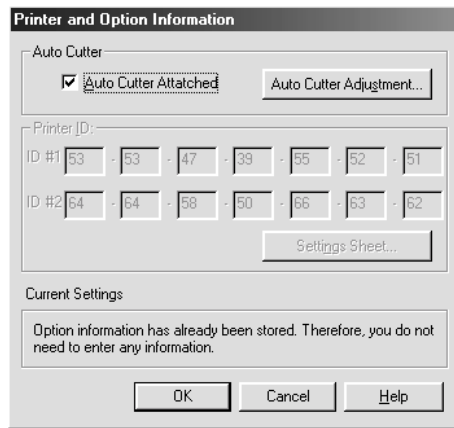 Printer and Option Information
Auto Cutter
Auto Cutter Attatched
Auto Cutter Adjustment...
Printer ID:
ID #1 53 - 53 - 47 - 39 - 55 - 52 - 51
ID #2 64 - 64 - 58 - 50 - 66 - 63 - 62
Settings Sheet...
Current Settings
Option information has already been stored. Therefore, you do not
need to enter any information.
OK Cancel Help